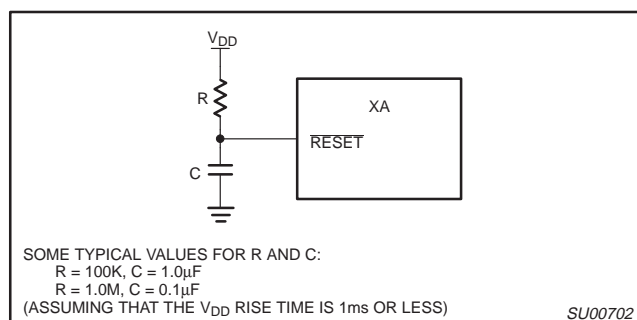 VDD
R
XA
RESET
C
SOME TYPICAL VALUES FOR R AND C:
R = 100K, C = 1.0µF
R = 1.0M, C = 0.1µF
(ASSUMING THAT THE VDD RISE TIME IS 1ms OR LESS)
SU00702